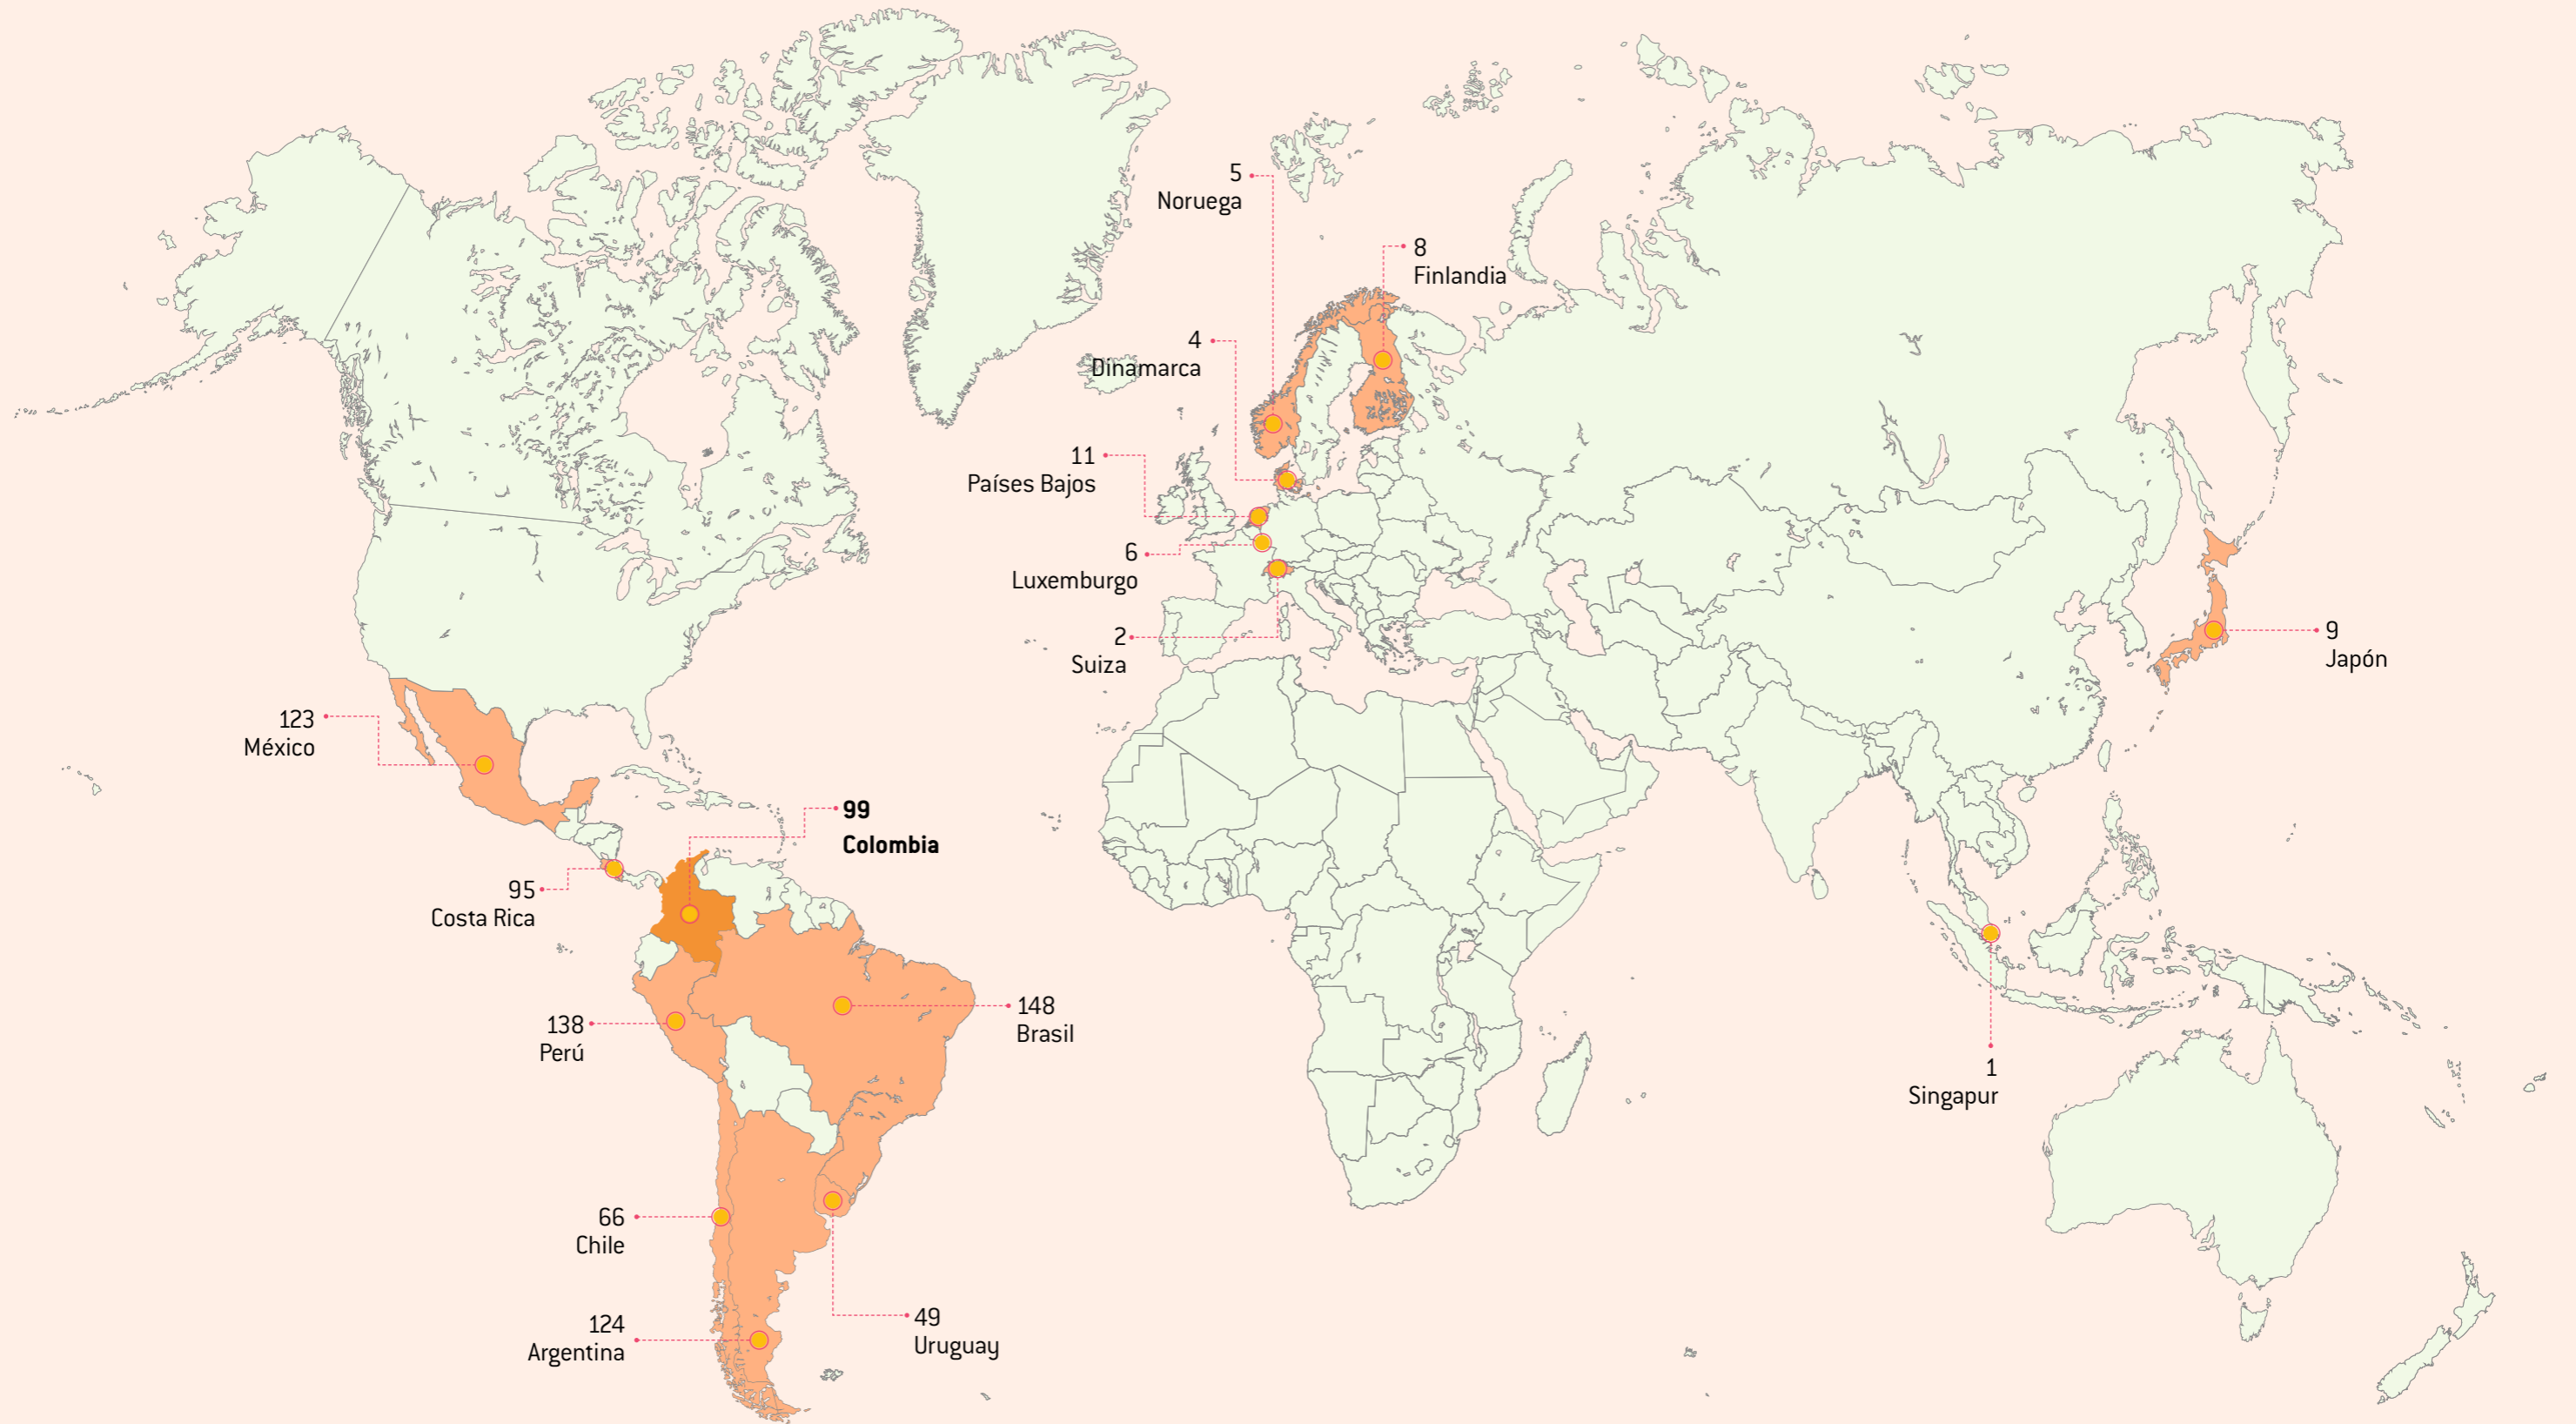 5
Noruega
8
Finlandia
4
Dinamarca
11
Países Bajos
6
Luxemburgo
2
Suiza
9
Japón
123
México
99
Colombia
95
Costa Rica
148
Brasil
138
Perú
1
Singapur
66
Chile
49
Uruguay
124
Argentina